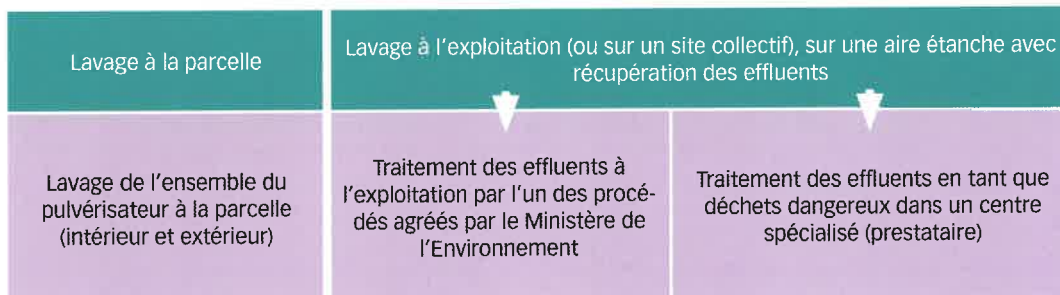 Lavage à la parcelle
Lavage à l'exploitation (ou sur un site collectif), sur une aire étanche avec
récupération des effluents
Lavage de l'ensemble du
pulvérisateur à la parcelle
(intérieur et extérieur)
Traitement des effluents à
l'exploitation par l'un des procé-
dés agréés par le Ministère de
l'Environnement
Traitement des effluents en tant que
déchets dangereux dans un centre
spécialisé (prestataire)